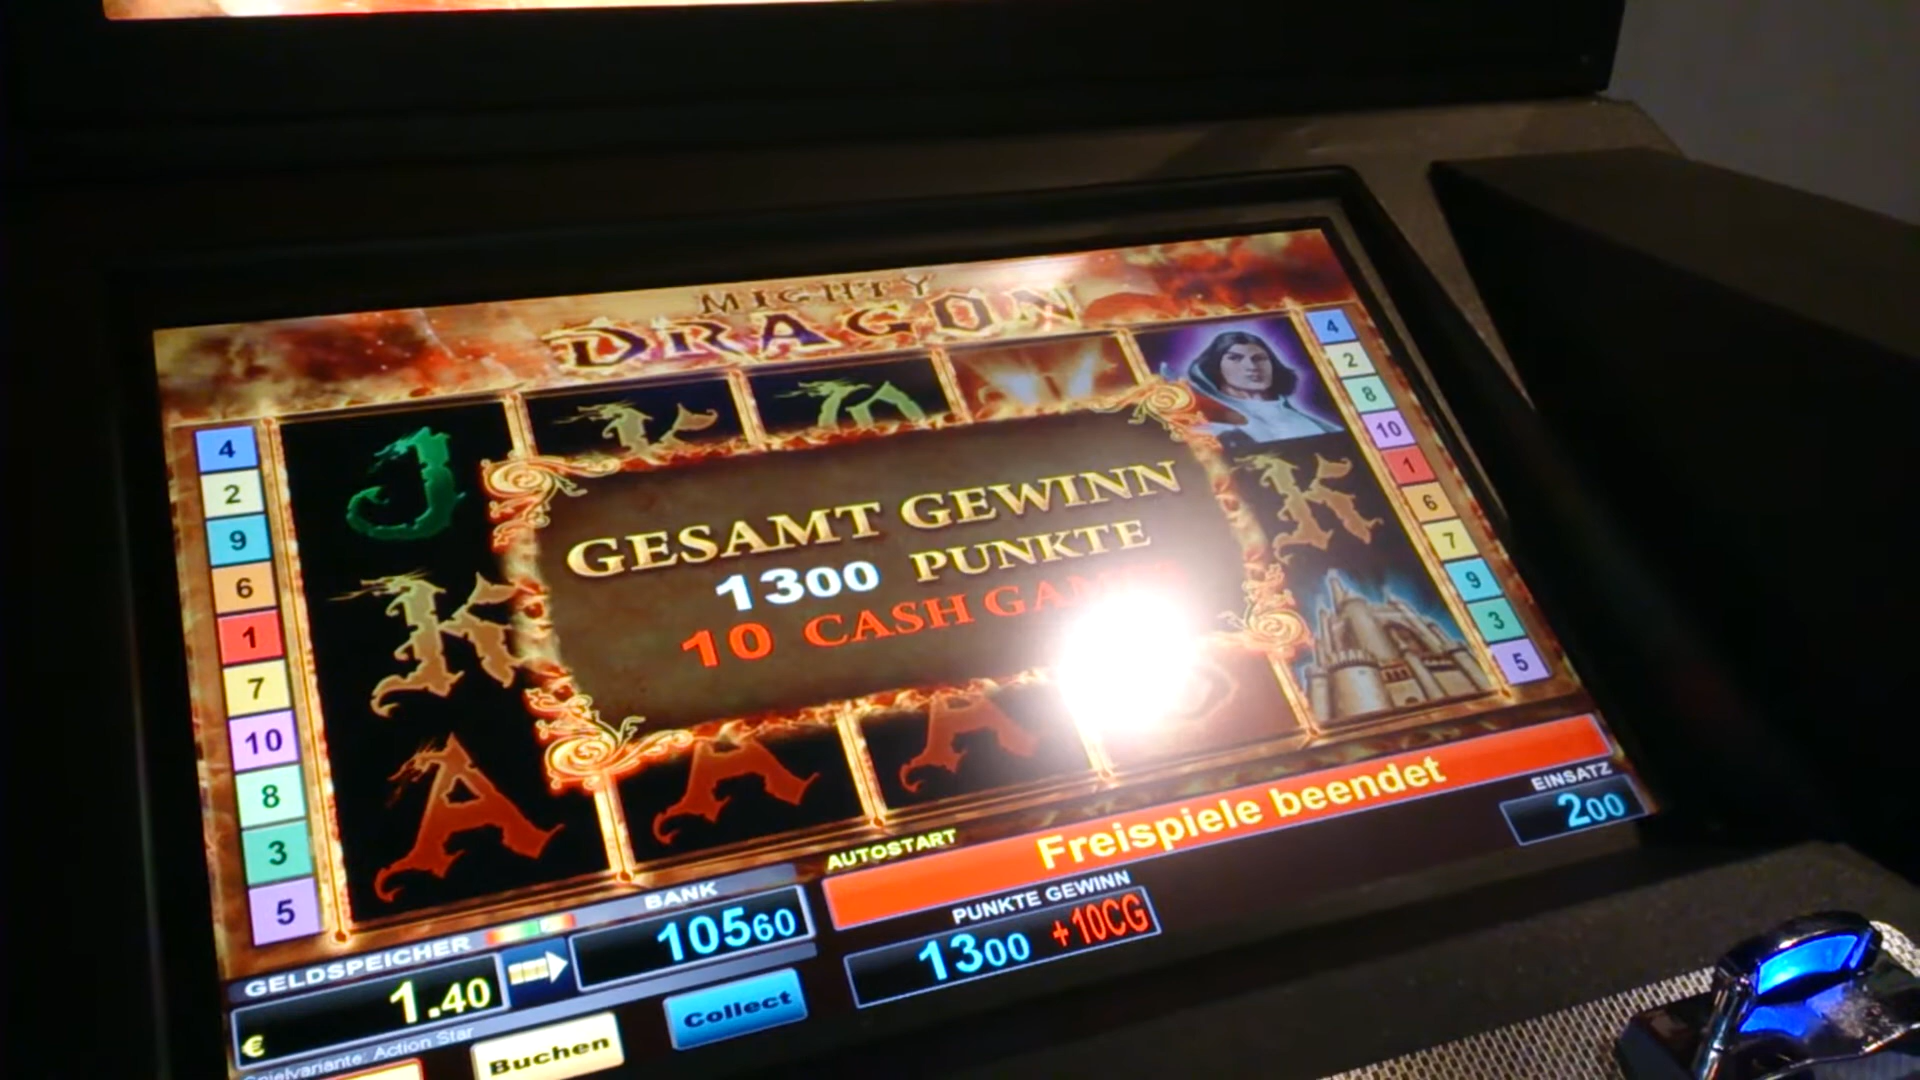 MIGHTY
DRAGON
4
2
9
6
1
7
10
8
3
5
4
2
8
10
1
6
7
9
3
5
J
K
K
A
A
A
GESAMT GEWINN
1300 PUNKTE
10 CASH
AUTOSTART
Freispiele beendet
EINSATZ
200
GELDSPEICHER
€ 1.40
BANK
10560
PUNKTE GEWINN
1300 +10CG
Spielvariante: Action Star
Buchen
Collect